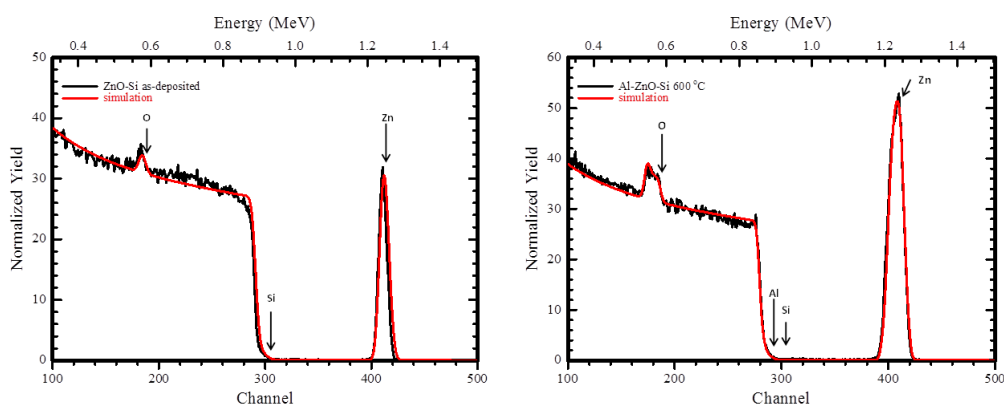 Energy (MeV)
0.4 0.6 0.8 1.0 1.2 1.4
50
40
30
20
10
0
Normalized Yield
ZnO-Si as-deposited
simulation
O
Zn
Si
100 200 300 400 500
Channel
Energy (MeV)
0.4 0.6 0.8 1.0 1.2 1.4
60
50
40
30
20
10
0
Normalized Yield
Al-ZnO-Si 600 °C
simulation
Zn
O
Al
Si
100 200 300 400 500
Channel